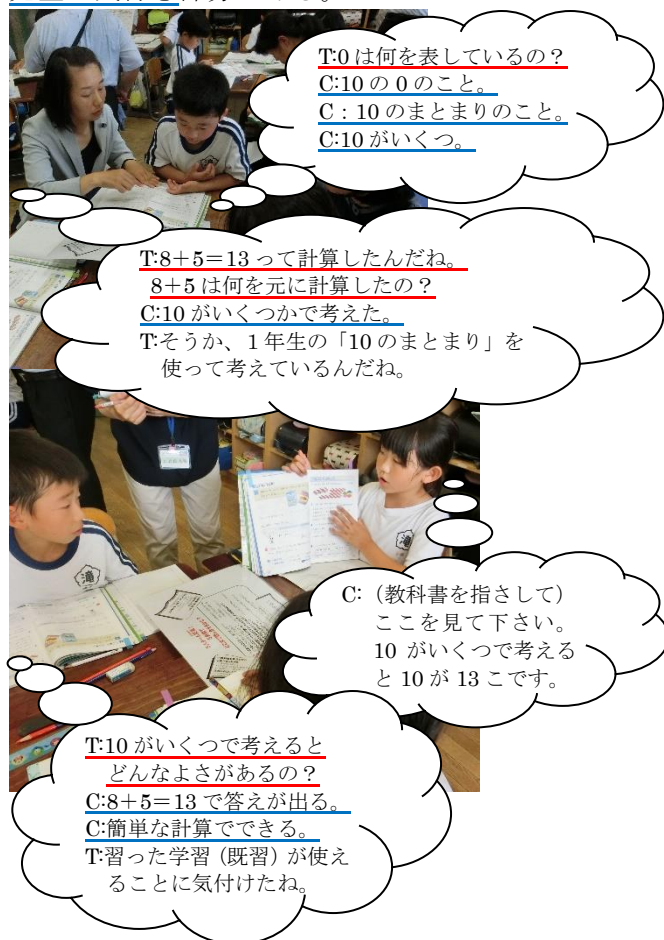 T:0 は何を表しているの？
C:10 の 0 のこと。
C：10 のまとまりのこと。
C:10 がいくつ。
T:8＋5＝13 って計算したんだね。
8＋5 は何を元に計算したの？
C:10 がいくつかで考えた。
T:そうか、１年生の「10 のまとまり」を
使って考えているんだね。
C:（教科書を指さして）
ここを見て下さい。
10 がいくつで考える
と 10 が 13 こです。
T:10 がいくつで考えると
どんなよさがあるの？
C:8＋5＝13 で答えが出る。
C:簡単な計算でできる。
T:習った学習（既習）が使え
ることに気付けたね。